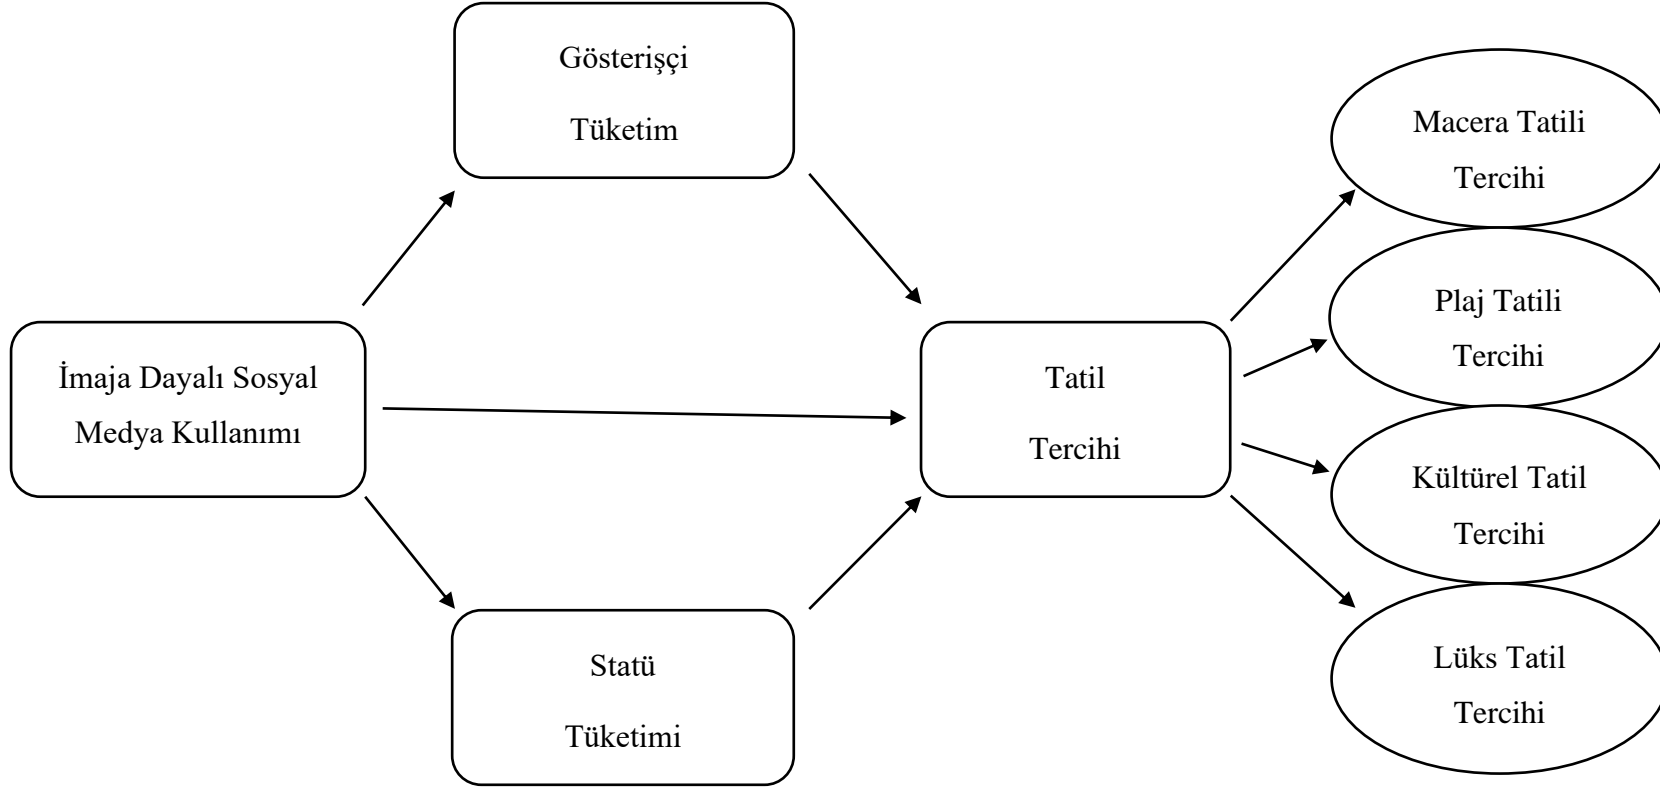 Gösterişçi
Tüketim
İmaja Dayalı Sosyal
Medya Kullanımı
Statü
Tüketimi
Tatil
Tercihi
Macera Tatili
Tercihi
Plaj Tatili
Tercihi
Kültürel Tatil
Tercihi
Lüks Tatil
Tercihi